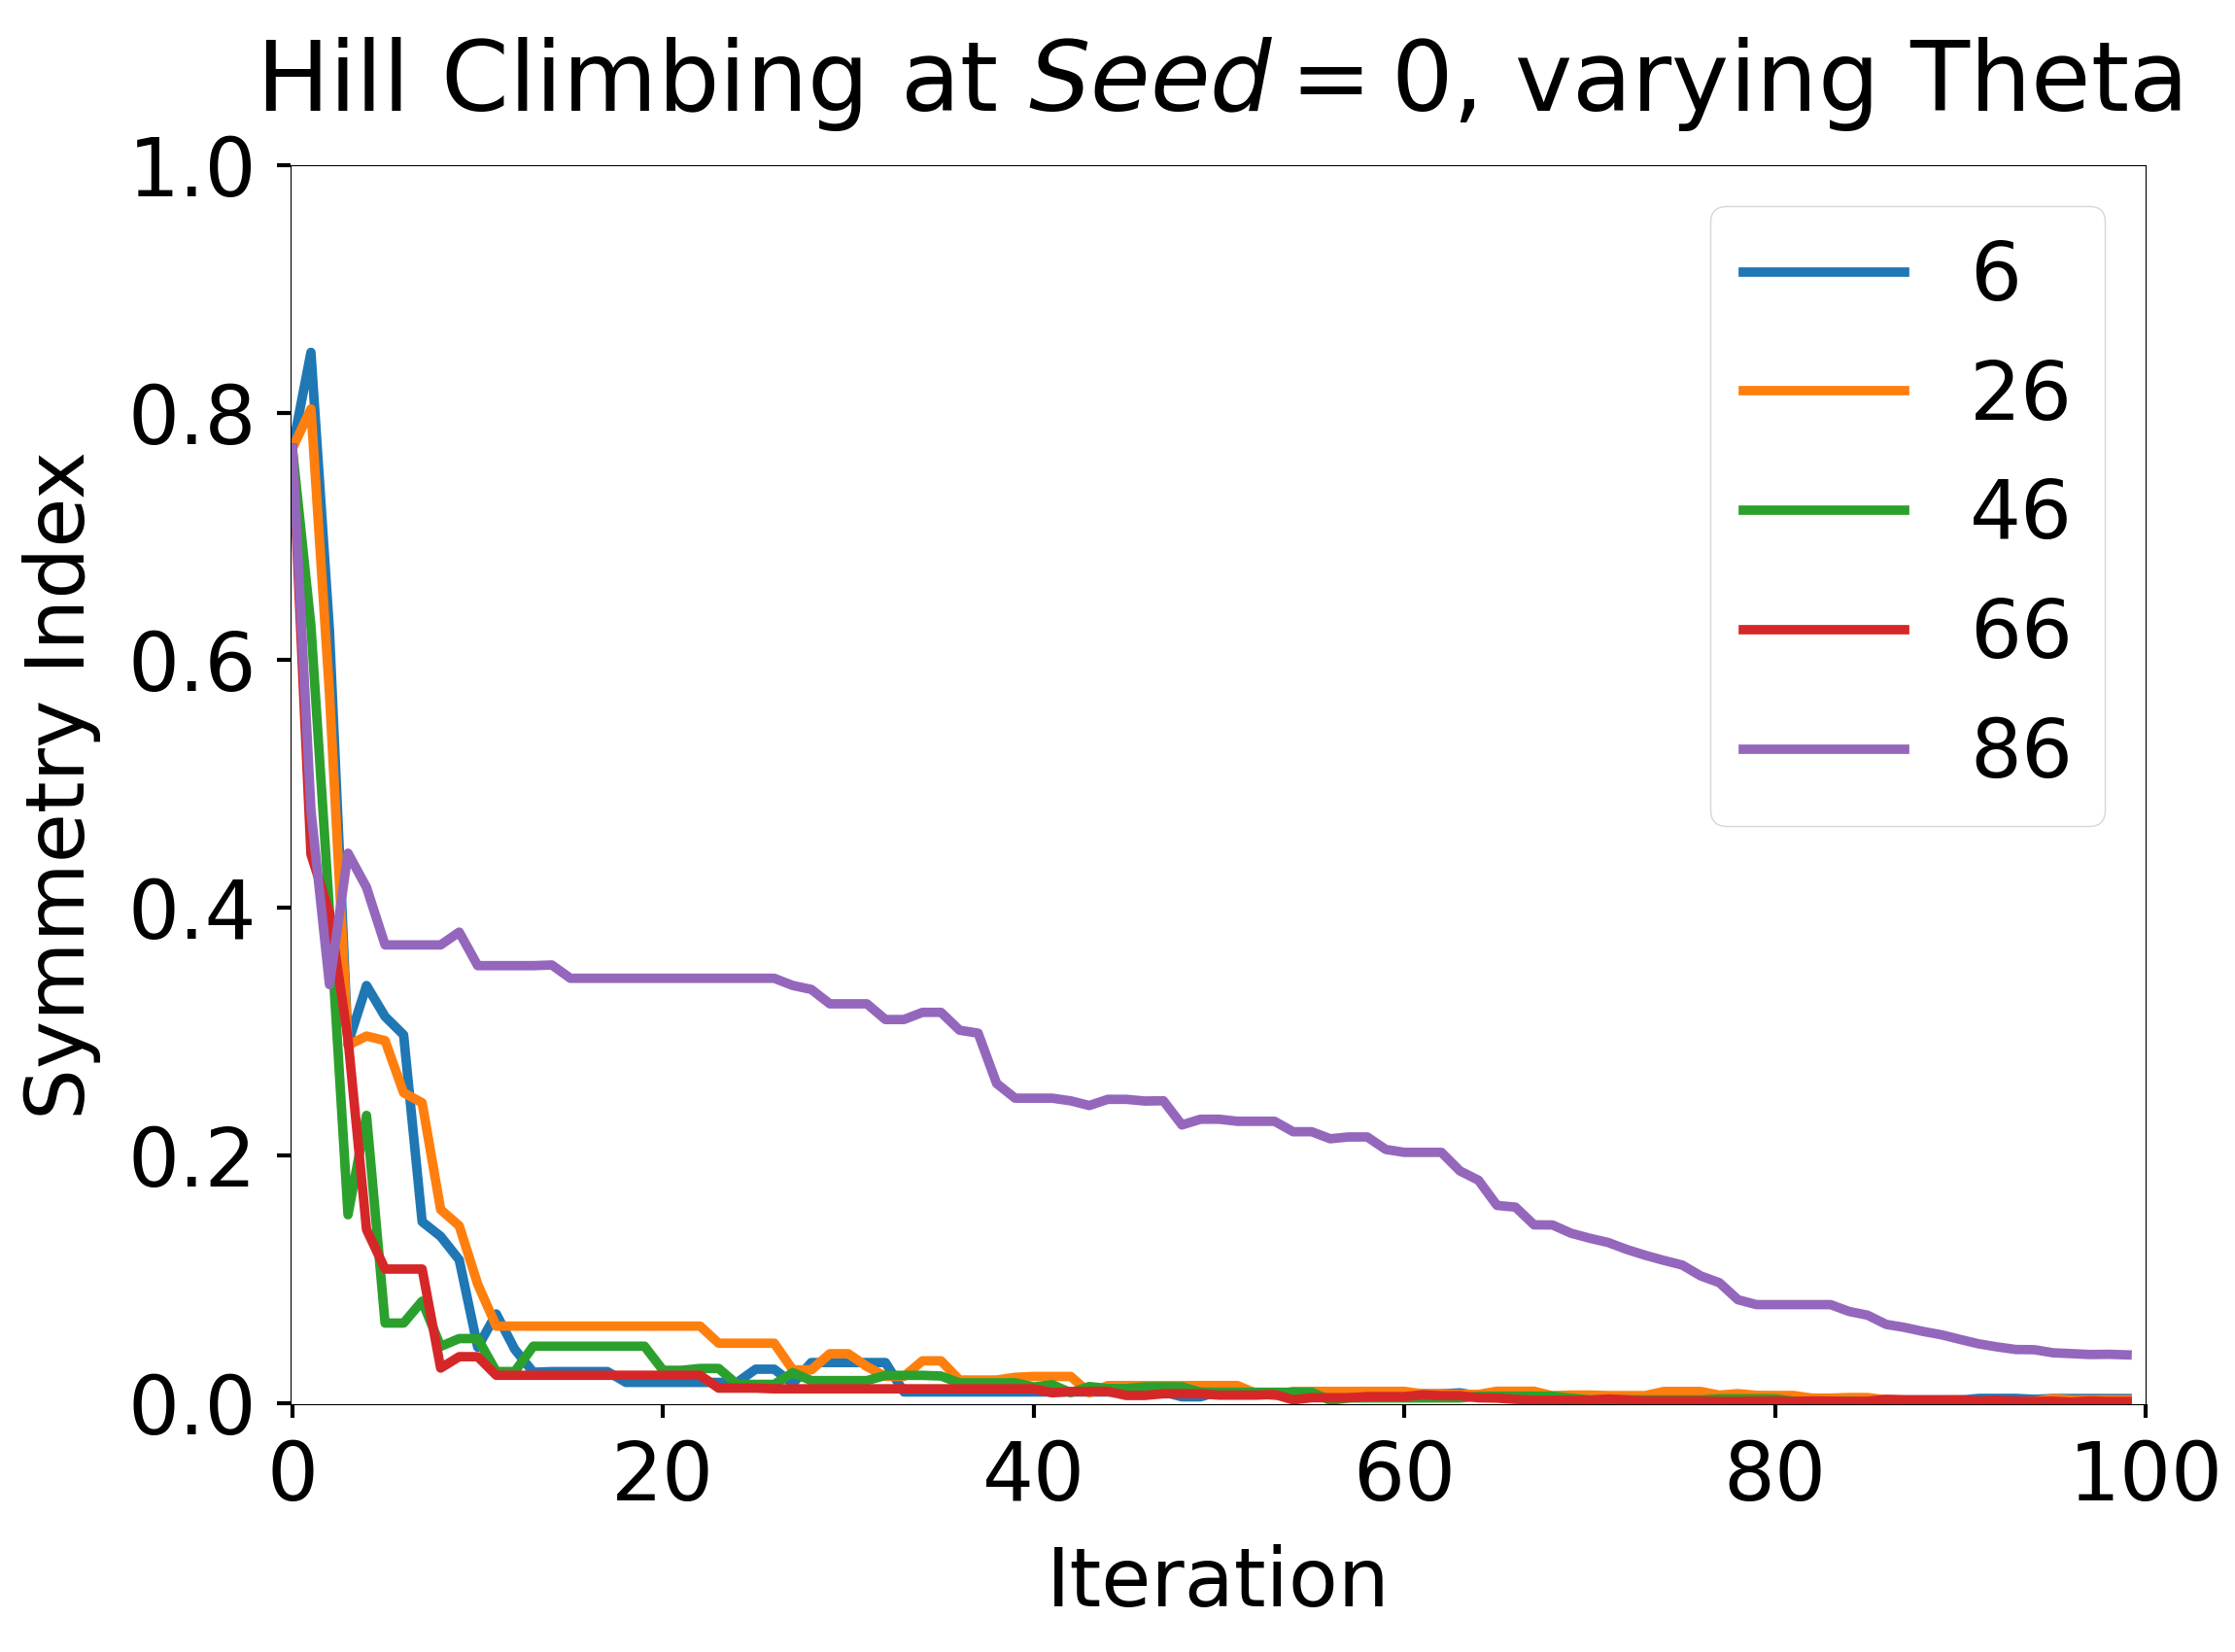 Hill Climbing at Seed = 0, varying Theta
1.0
0.8
0.6
0.4
0.2
0.0
Symmetry Index
6
26
46
66
86
0 20 40 60 80 100
Iteration